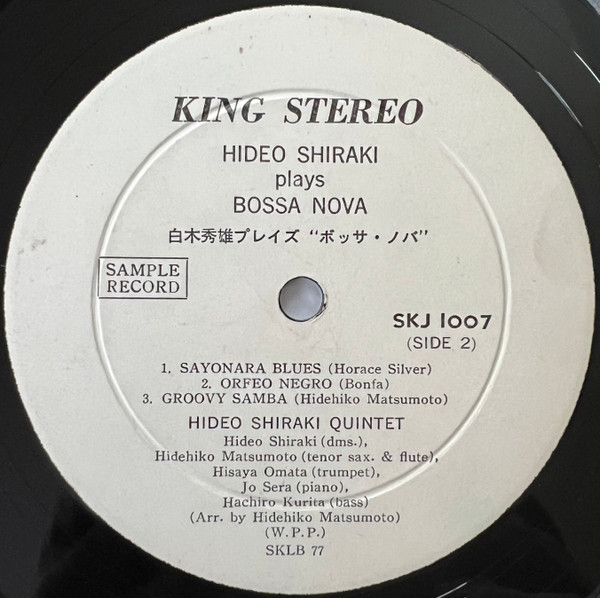 KING STEREO
HIDEO SHIRAKI
plays
BOSSA NOVA
白木秀雄プレイズ “ボッサ・ノバ”
SAMPLE
RECORD
SKJ 1007
(SIDE 2)
1. SAYONARA BLUES (Horace Silver)
2. ORFEO NEGRO (Bonfa)
3. GROOVY SAMBA (Hidehiko Matsumoto)
HIDEO SHIRAKI QUINTET
Hideo Shiraki (dms.),
Hidehiko Matsumoto (tenor sax. & flute),
Hisaya Omata (trumpet),
Jo Sera (piano),
Hachiro Kurita (bass)
(Arr. by Hidehiko Matsumoto)
(W.P.P.)
SKLB 77